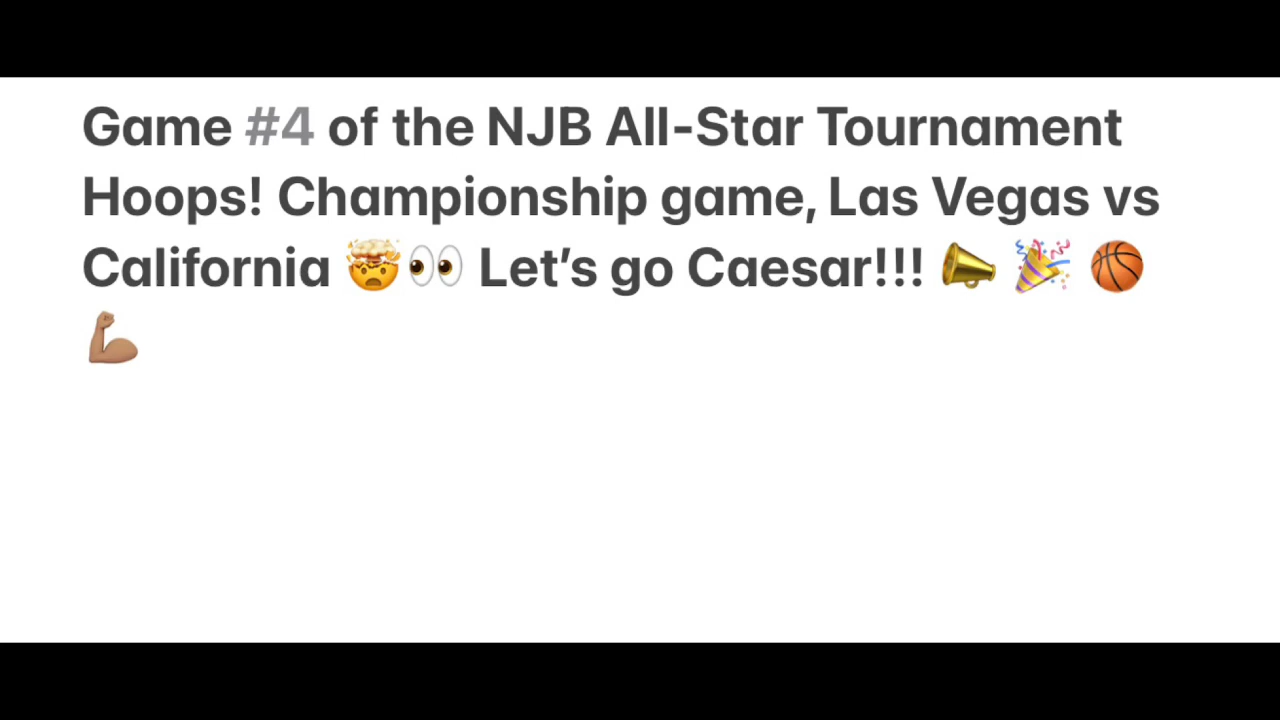 Game #4 of the NJB All-Star Tournament
Hoops! Championship game, Las Vegas vs
California 🤯👀 Let’s go Caesar!!! 📣 🎉 🏀
💪🏽